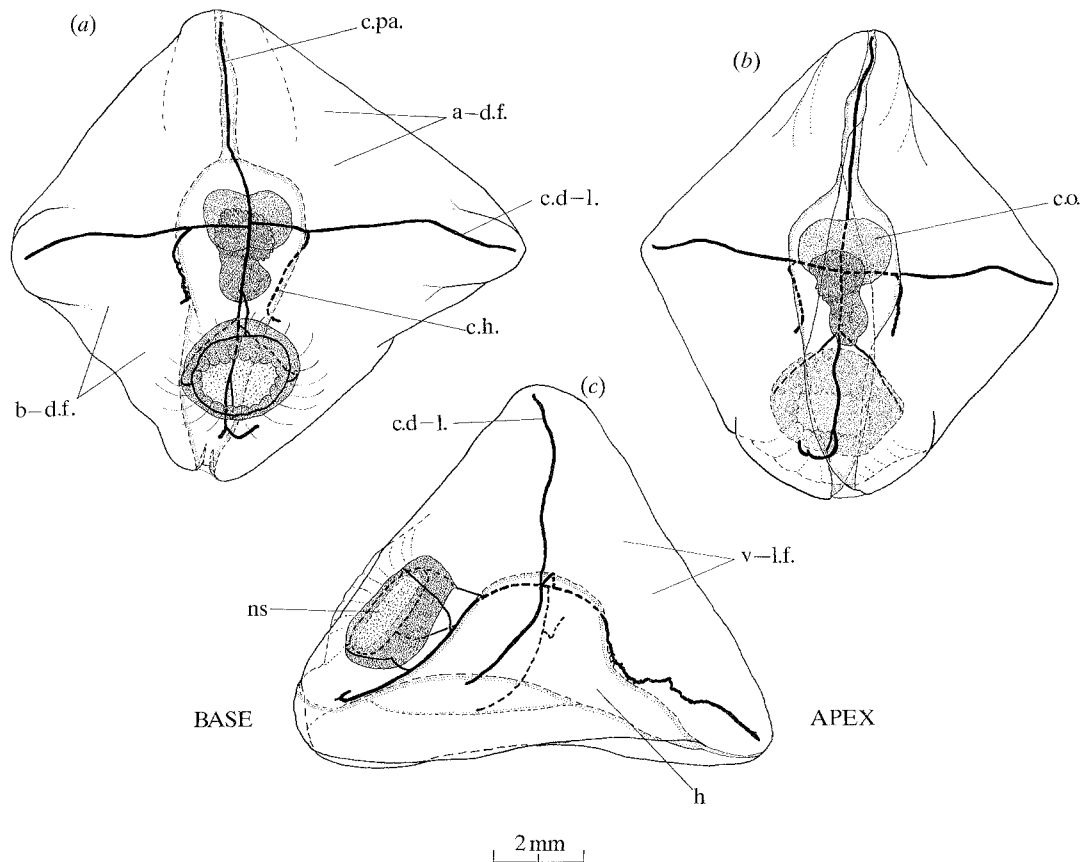 (a)
c.pa.
(b)
a–d.f.
c.d–l.
c.o.
c.h.
b–d.f.
(c)
c.d–l.
v–l.f.
ns
BASE
APEX
h
2 mm